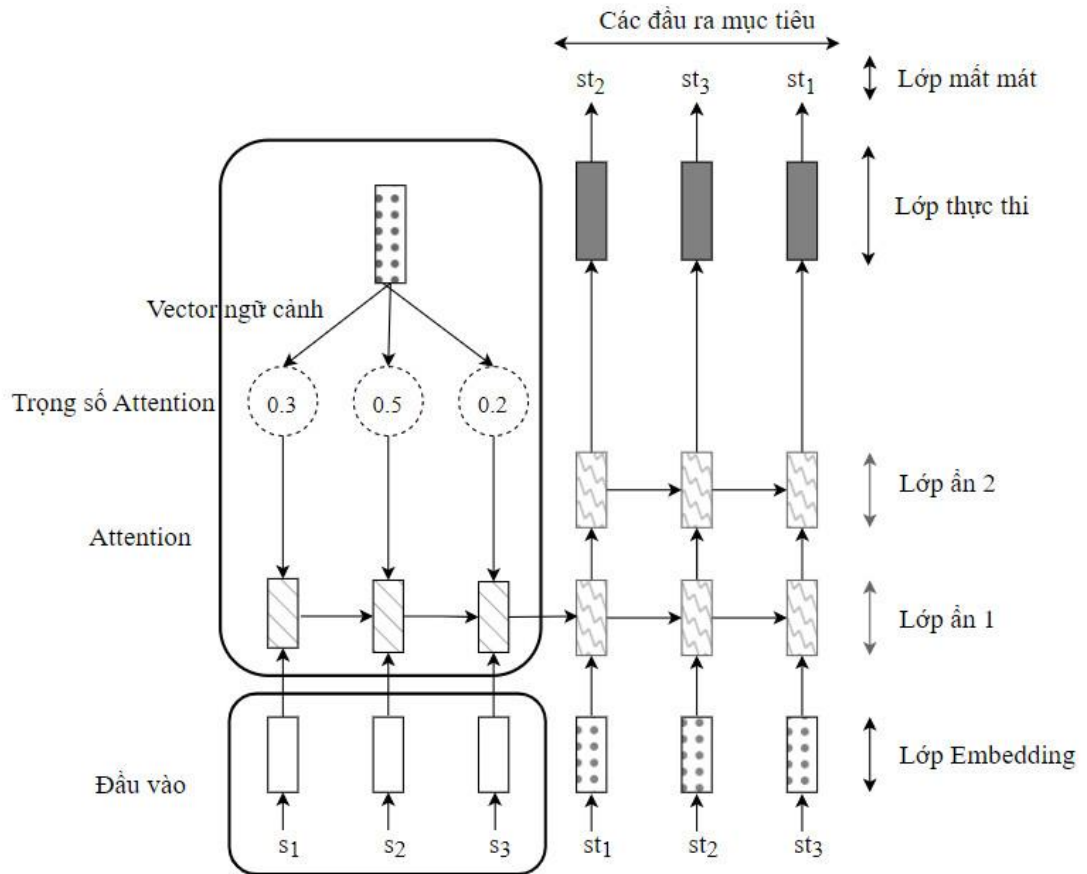 Các đầu ra mục tiêu
st₂ st₃ st₁ Lớp mất mát
Lớp thực thi
Vector ngữ cảnh
Trọng số Attention 0.3 0.5 0.2
Lớp ẩn 2
Attention
Lớp ẩn 1
Lớp Embedding
Đầu vào
s₁ s₂ s₃ st₁ st₂ st₃